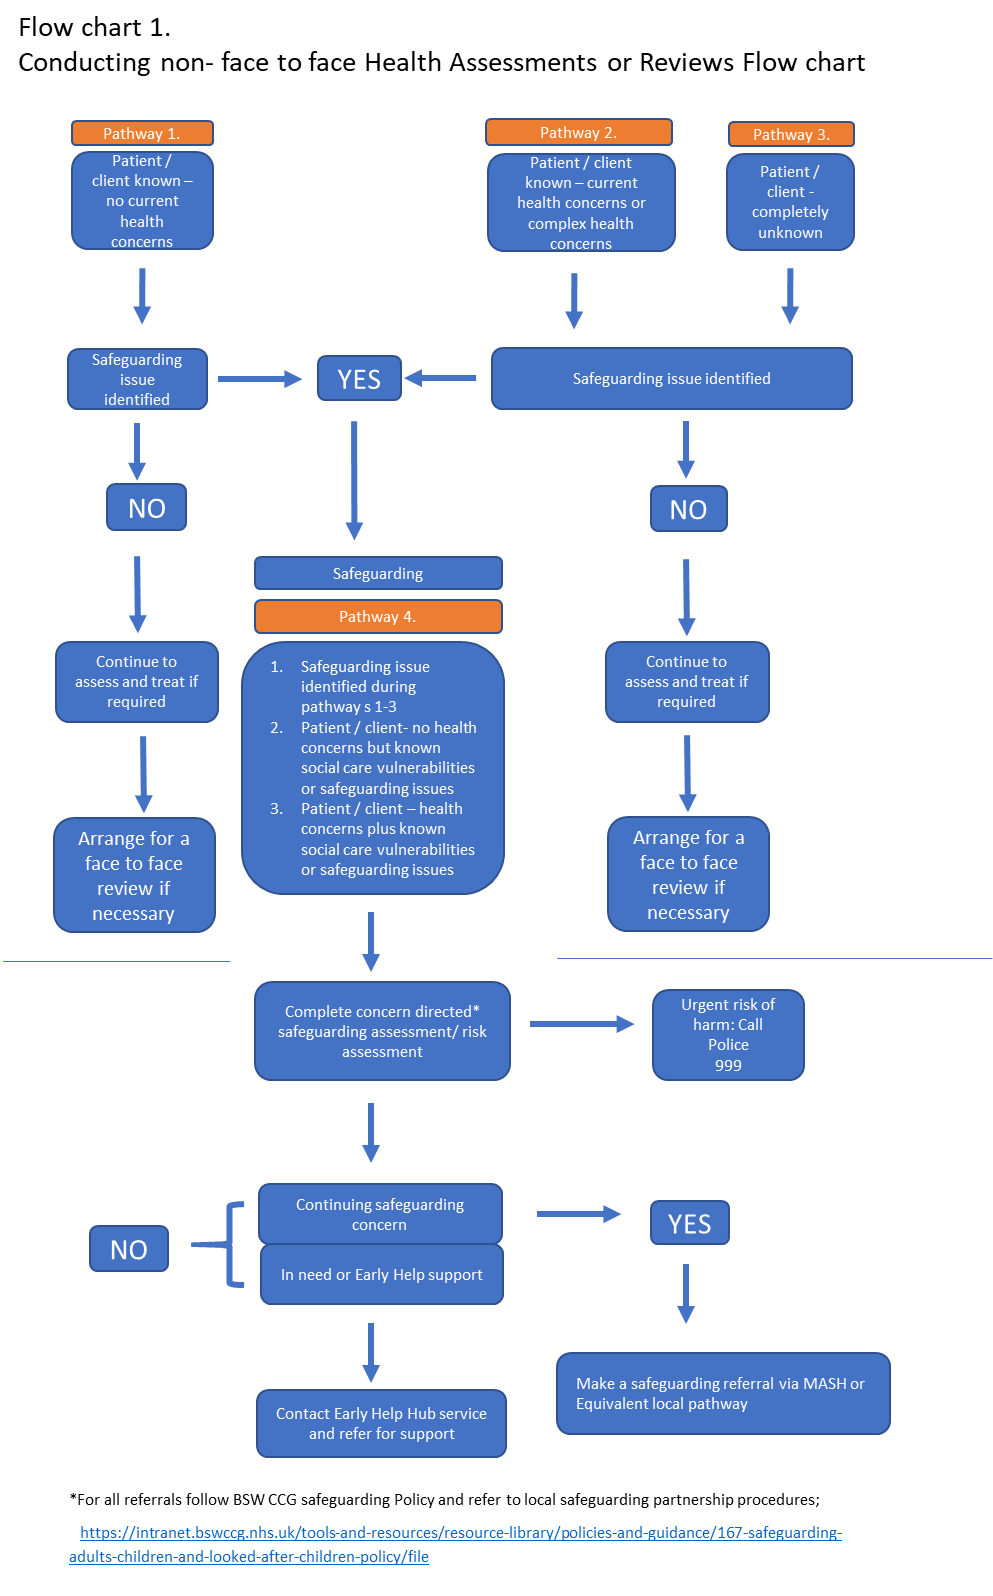 Flow chart 1.
Conducting non- face to face Health Assessments or Reviews Flow chart
Pathway 1.
Patient /
client known –
no current
health
concerns
Pathway 2.
Patient / client
known – current
health concerns or
complex health
concerns
Pathway 3.
Patient /
client -
completely
unknown
Safeguarding
issue
identified
YES
Safeguarding issue identified
NO
NO
Safeguarding
Pathway 4.
Continue to
assess and treat if
required
1. Safeguarding issue
identified during
pathway s 1-3
2. Patient / client- no health
concerns but known
social care vulnerabilities
or safeguarding issues
3. Patient / client – health
concerns plus known
social care vulnerabilities
or safeguarding issues
Continue to
assess and treat if
required
Arrange for a
face to face
review if
necessary
Arrange for a
face to face
review if
necessary
Complete concern directed*
safeguarding assessment/ risk
assessment
Urgent risk of
harm: Call
Police
999
Continuing safeguarding
concern
YES
NO
In need or Early Help support
Make a safeguarding referral via MASH or
Equivalent local pathway
Contact Early Help Hub service
and refer for support
*For all referrals follow BSW CCG safeguarding Policy and refer to local safeguarding partnership procedures;
https://intranet.bswccg.nhs.uk/tools-and-resources/resource-library/policies-and-guidance/167-safeguarding-
adults-children-and-looked-after-children-policy/file